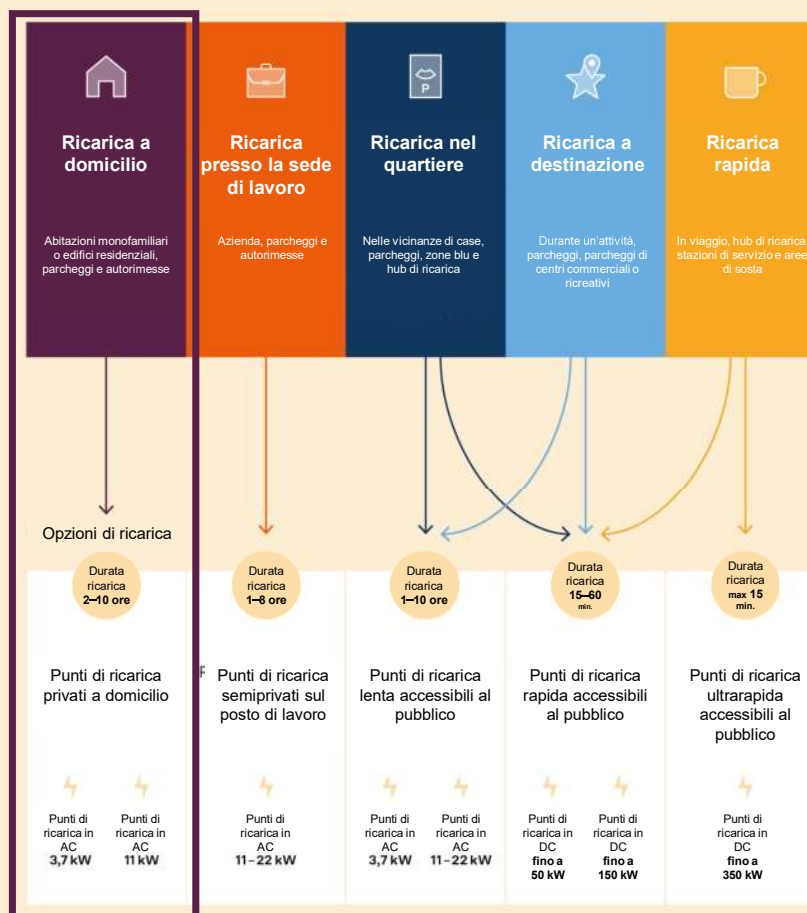 P
Ricarica a
domicilio
Abitazioni monofamiliari
o edifici residenziali,
parcheggi e autorimesse
Ricarica
presso la sede
di lavoro
Azienda, parcheggi e
autorimesse
Ricarica nel
quartiere
Nelle vicinanze di case,
parcheggi, zone blu e
hub di ricarica
Ricarica a
destinazione
Durante un'attività,
parcheggi, parcheggi di
centri commerciali o
ricreativi
Ricarica
rapida
In viaggio, hub di ricarica
stazioni di servizio e aree
di sosta
Opzioni di ricarica
Durata
ricarica
2–10 ore
Punti di ricarica
privati a domicilio
Punti di
ricarica in
AC
3,7 kW
Punti di
ricarica in
AC
11 kW
Durata
ricarica
1–8 ore
Punti di ricarica
semiprivati sul
posto di lavoro
Punti di
ricarica in
AC
11–22 kW
Durata
ricarica
1–10 ore
Punti di ricarica
lenta accessibili al
pubblico
Punti di
ricarica in
AC
3,7 kW
Punti di
ricarica in
AC
11–22 kW
Durata
ricarica
15–60
min.
Punti di ricarica
rapida accessibili
al pubblico
Punti di
ricarica in
DC
fino a
50 kW
Punti di
ricarica in
DC
fino a
150 kW
Durata
ricarica
max 15
min.
Punti di ricarica
ultrarapida
accessibili al
pubblico
Punti di
ricarica in
DC
fino a
350 kW